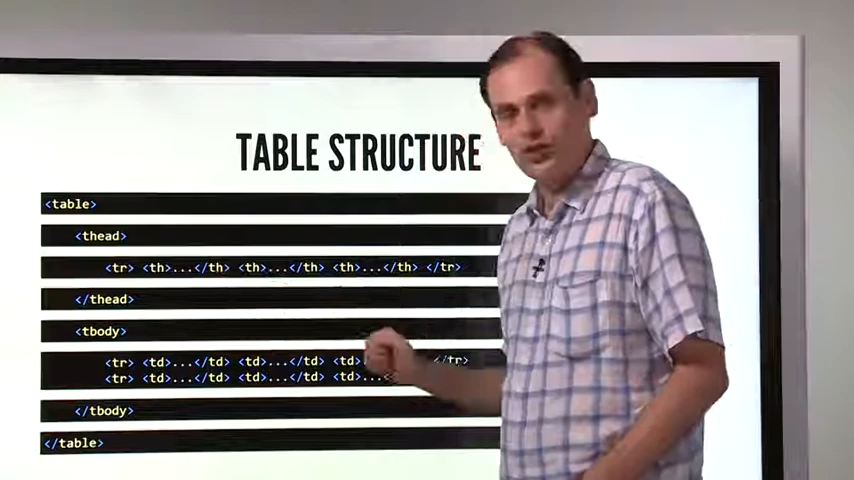 TABLE STRUCTURE
<table>
<thead>
<tr> <th>...</th> <th>...</th> <th>...</th> </tr>
</thead>
<tbody>
<tr> <td>...</td> <td>...</td> <td> </tr>
<tr> <td>...</td> <td>...</td> <td>...
</tbody>
</table>